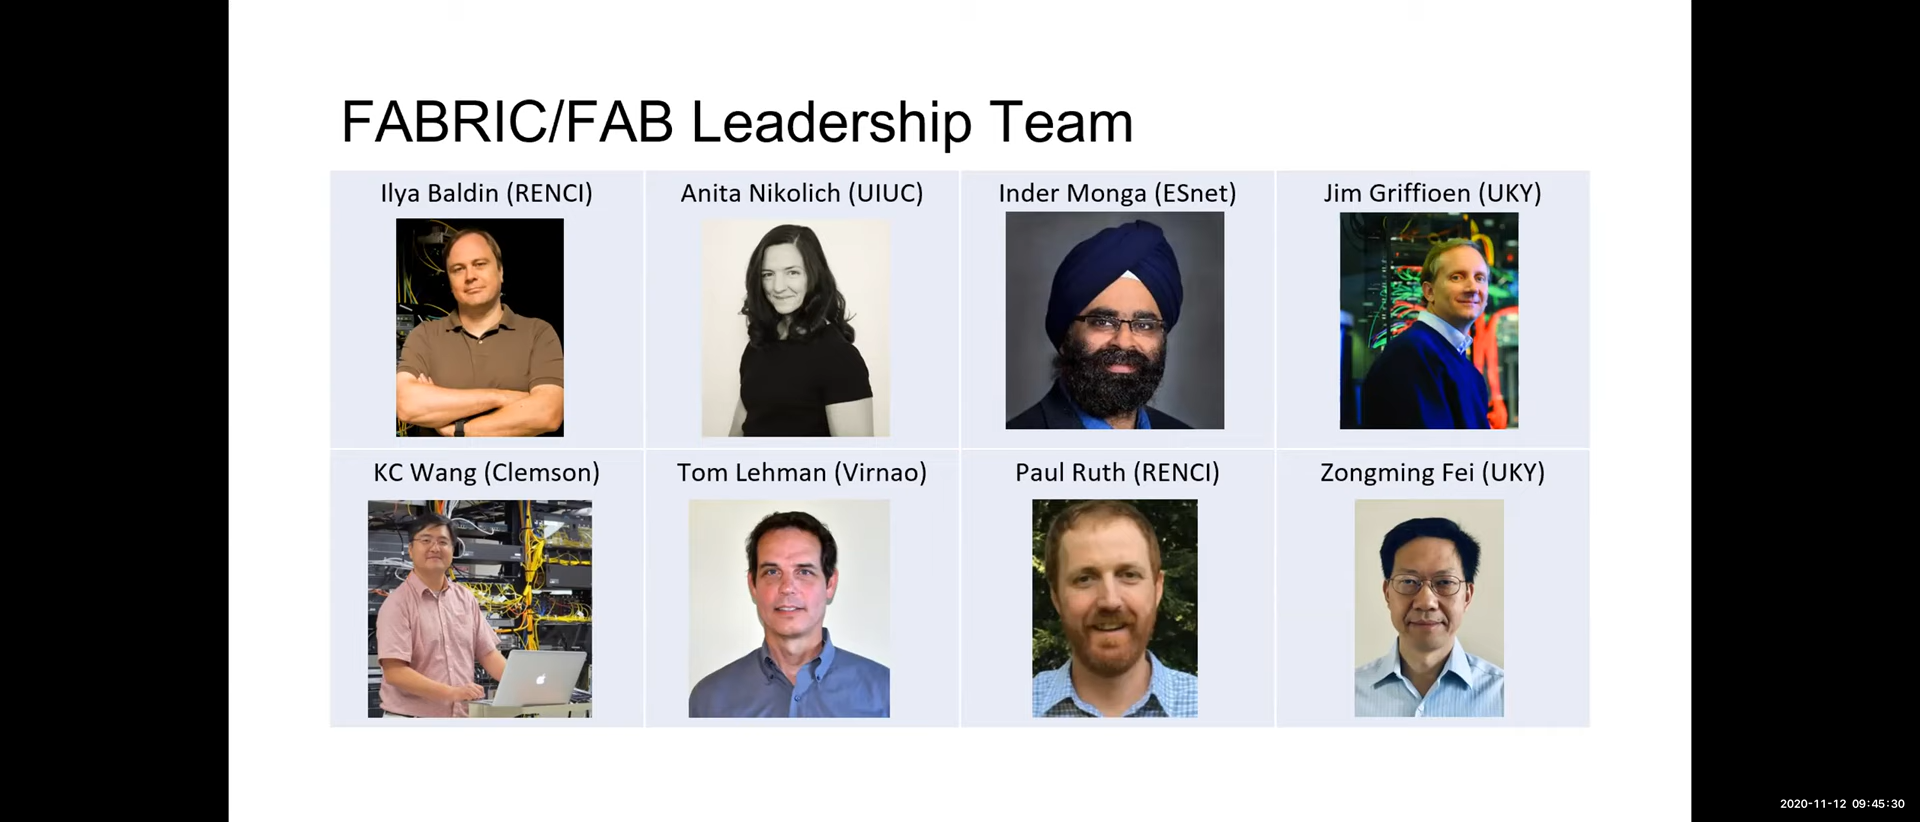 FABRIC/FAB Leadership Team
Ilya Baldin (RENCI)
Anita Nikolich (UIUC)
Inder Monga (ESnet)
Jim Griffioen (UKY)
KC Wang (Clemson)
Tom Lehman (Virnao)
Paul Ruth (RENCI)
Zongming Fei (UKY)
2020-11-12 09:45:30